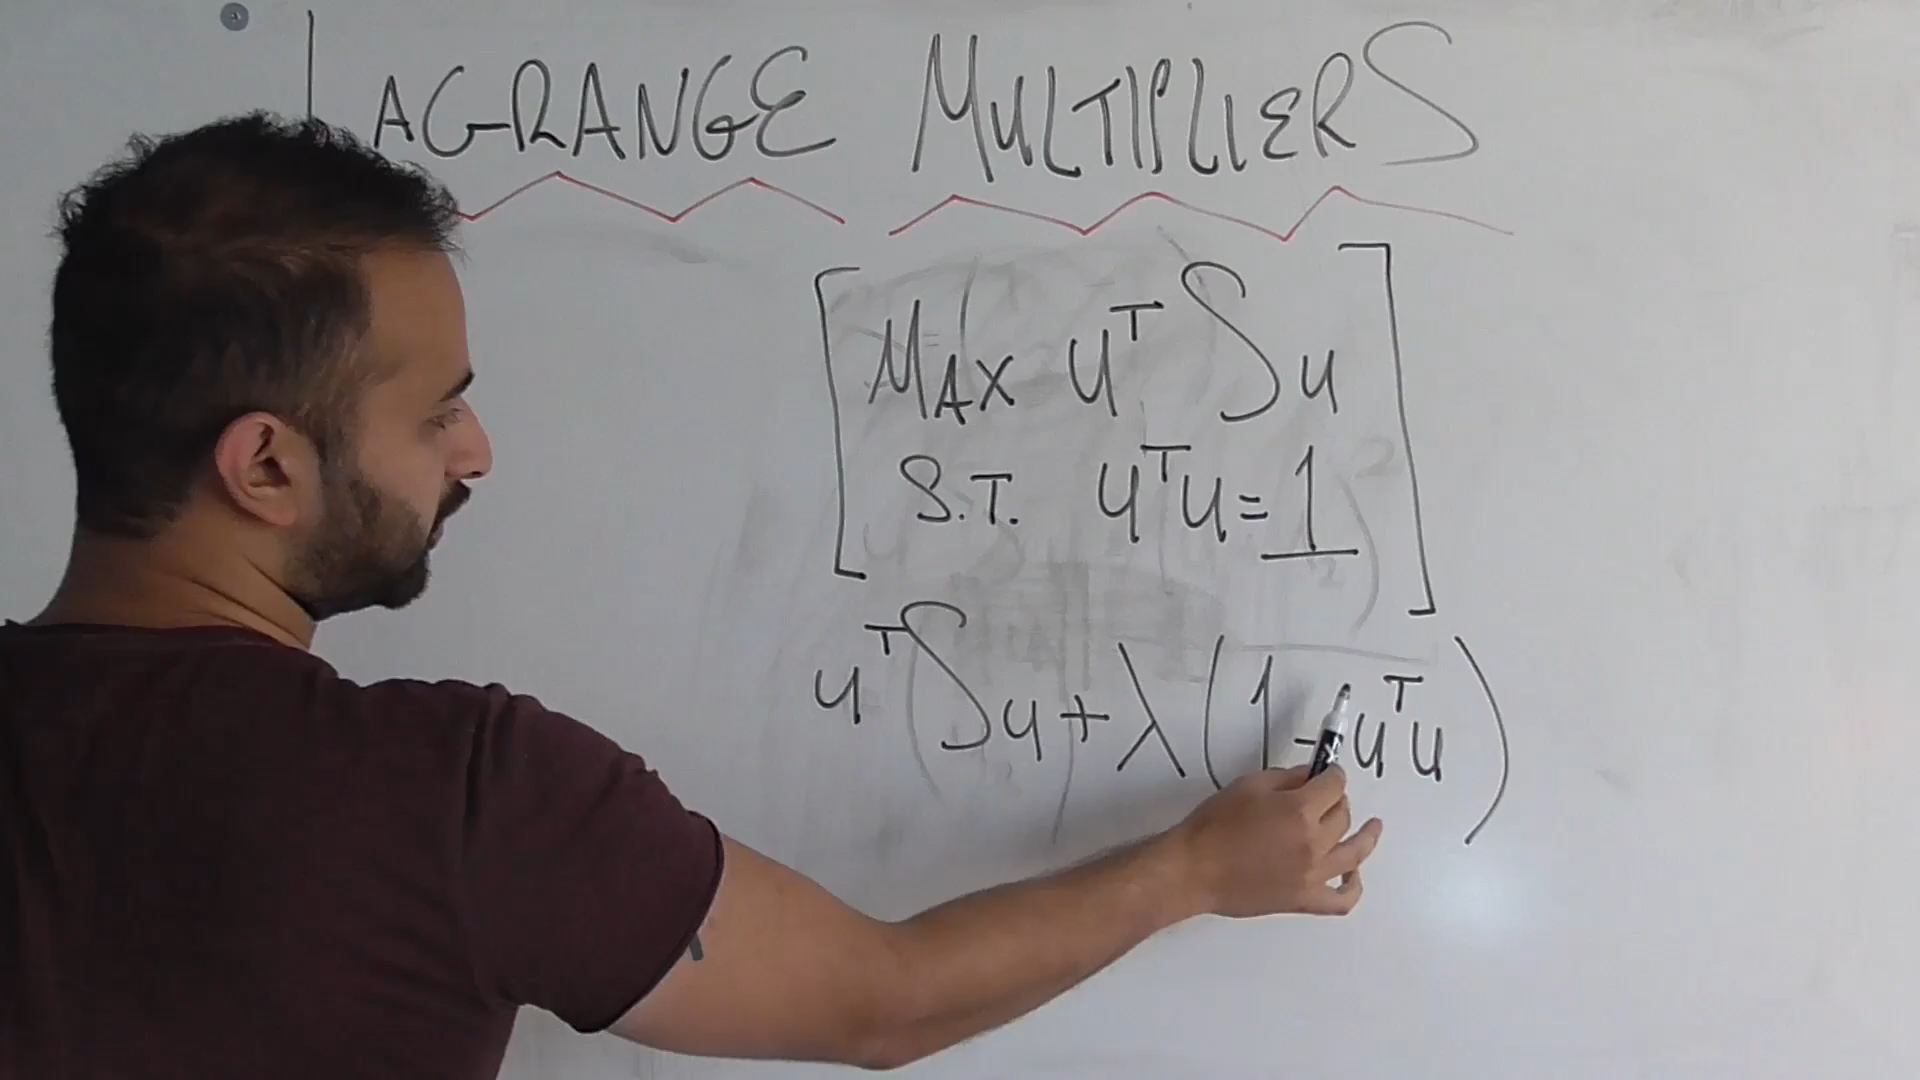 LAGRANGE MULTIPLIERS
MAX uᵀSu
S.T. uᵀu=1
uᵀSu+λ(1-uᵀu)